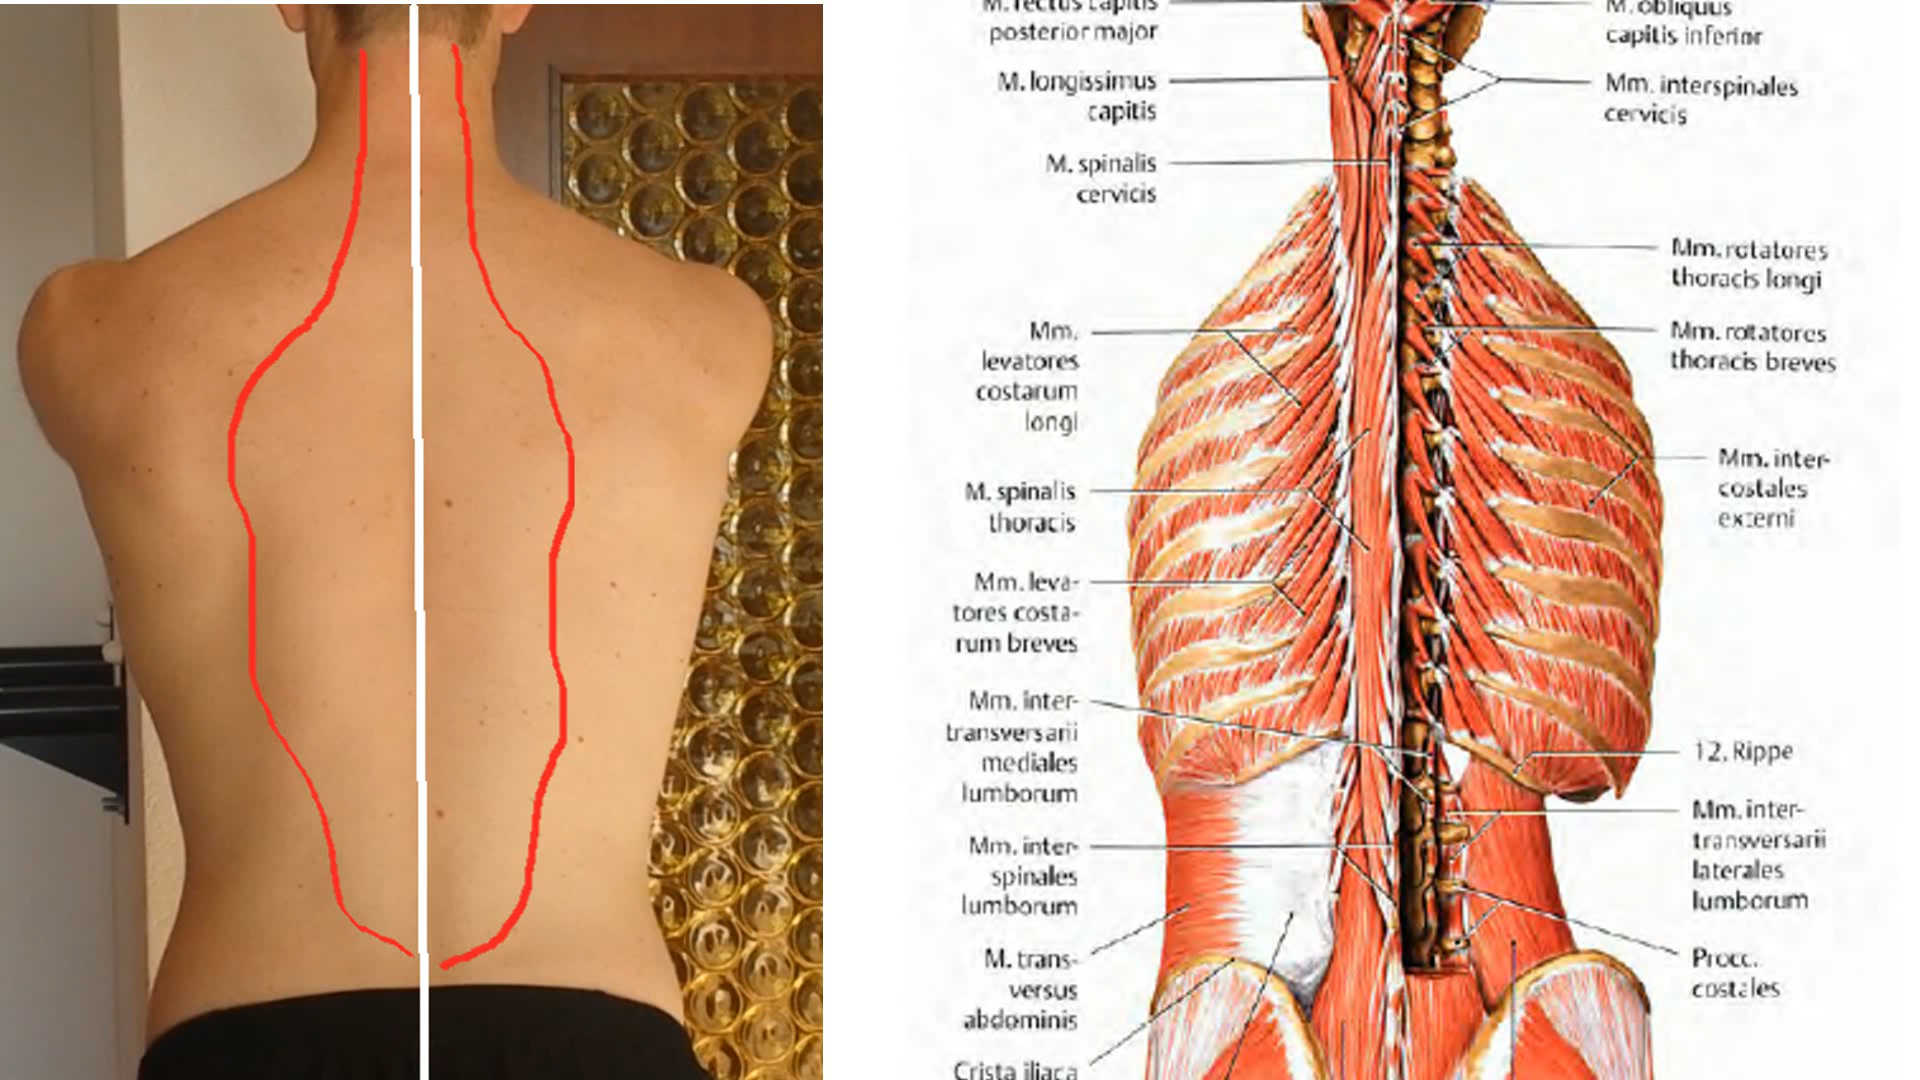 M. rectus capitis
posterior major
M. longissimus
capitis
M. spinalis
cervicis
Mm.
levatores
costarum
longi
M. spinalis
thoracis
Mm. leva-
tores costa-
rum breves
Mm. inter-
transversarii
mediales
lumborum
Mm. inter-
spinales
lumborum
M. trans-
versus
abdominis
Crista iliaca
M. obliquus
capitis inferior
Mm. interspinales
cervicis
Mm. rotatores
thoracis longi
Mm. rotatores
thoracis breves
Mm. inter-
costales
externi
12. Rippe
Mm. inter-
transversarii
laterales
lumborum
Procc.
costales